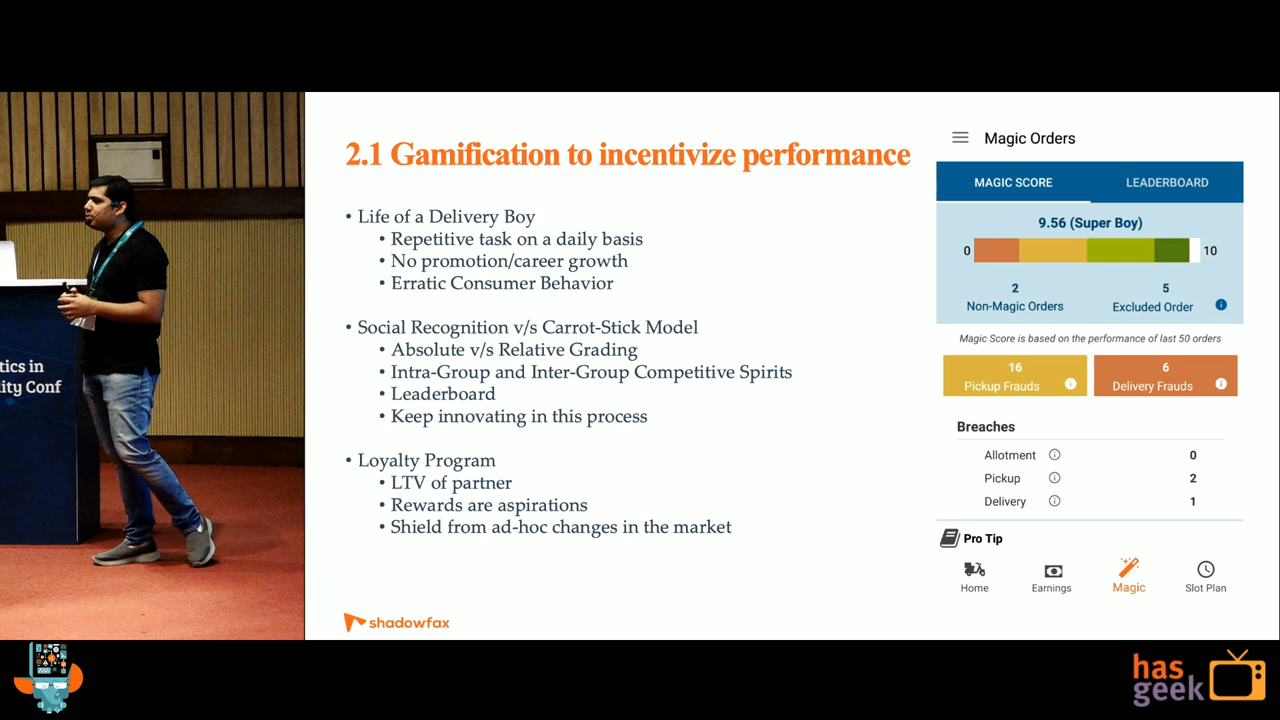 2.1 Gamification to incentivize performance
• Life of a Delivery Boy
• Repetitive task on a daily basis
• No promotion/career growth
• Erratic Consumer Behavior
• Social Recognition v/s Carrot-Stick Model
• Absolute v/s Relative Grading
• Intra-Group and Inter-Group Competitive Spirits
• Leaderboard
• Keep innovating in this process
• Loyalty Program
• LTV of partner
• Rewards are aspirations
• Shield from ad-hoc changes in the market
shadowfax
Magic Orders
MAGIC SCORE LEADERBOARD
9.56 (Super Boy)
0 10
2 5
Non-Magic Orders Excluded Order
Magic Score is based on the performance of last 50 orders
16 6
Pickup Frauds Delivery Frauds
Breaches
Allotment 0
Pickup 2
Delivery 1
Pro Tip
Home Earnings Magic Slot Plan
tics in
lity Conf
has
geek